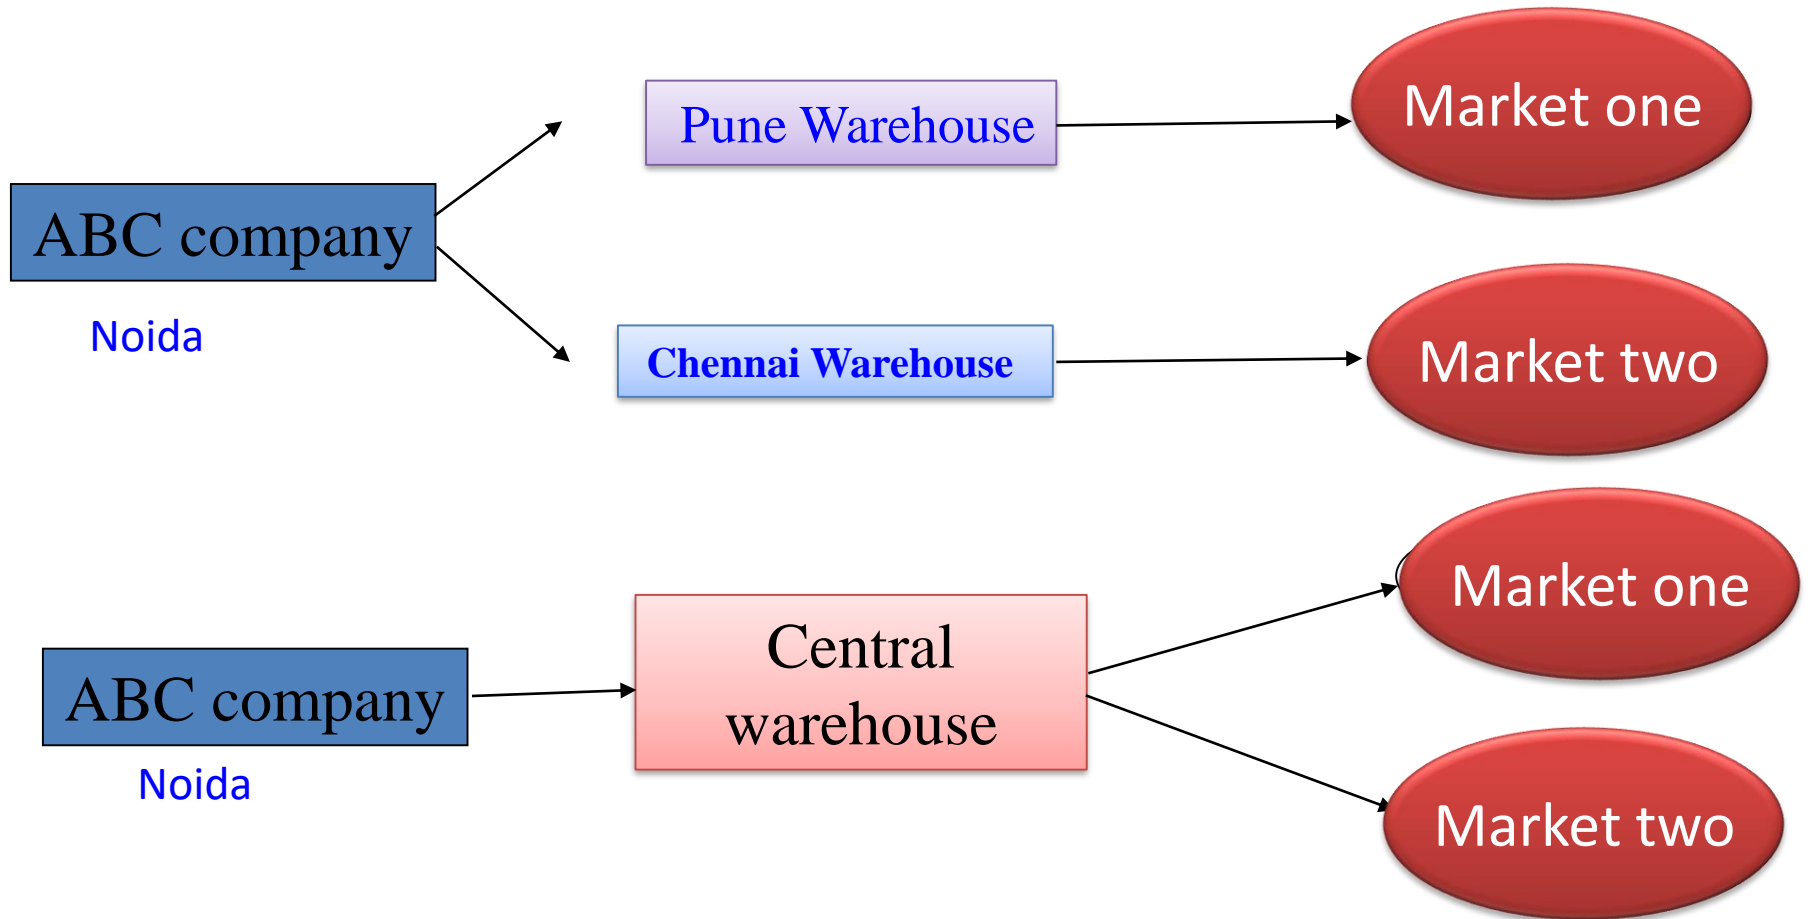 Pune Warehouse
Market one
ABC company
Noida
Chennai Warehouse
Market two
Central
warehouse
Market one
ABC company
Noida
Market two